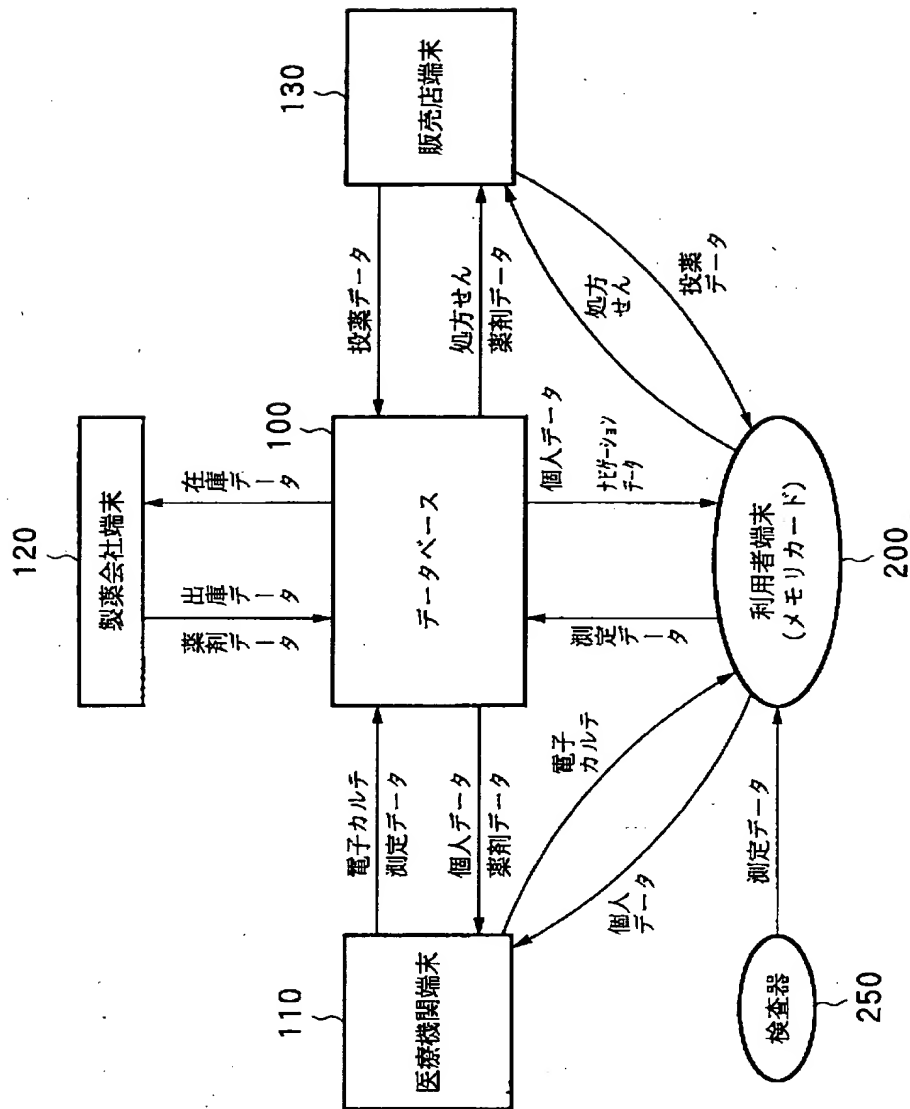 120
製薬会社端末
薬剤データ
出庫データ
在庫データ
110
医療機関端末
電子カルテ
測定データ
個人データ
薬剤データ
100
データベース
投薬データ
処方せん
薬剤データ
130
販売店端末
電子
カルテ
個人
データ
測定データ
個人データ
ナビゲーション
データ
処方
せん
投薬
データ
検査器
250
測定データ
利用者端末
(メモリカード)
200